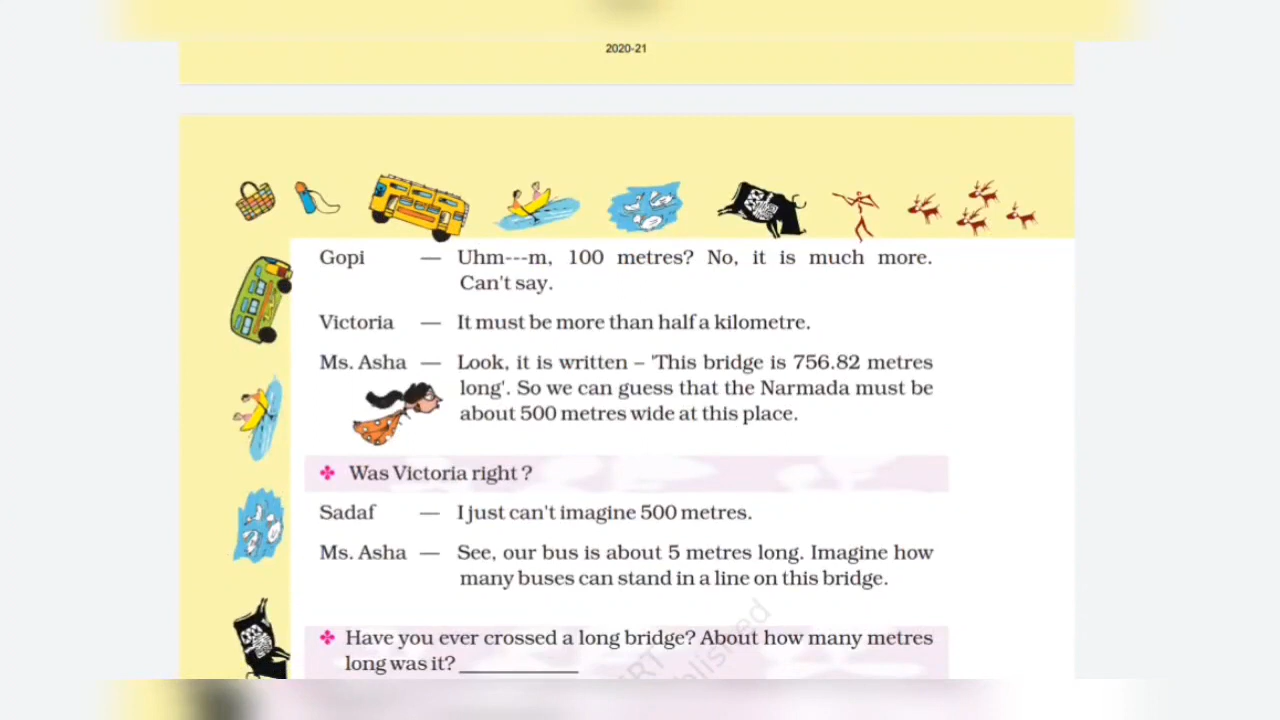 2020-21
Gopi — Uhm---m, 100 metres? No, it is much more.
Can't say.
Victoria — It must be more than half a kilometre.
Ms. Asha — Look, it is written – 'This bridge is 756.82 metres
long'. So we can guess that the Narmada must be
about 500 metres wide at this place.
❖ Was Victoria right ?
Sadaf — I just can't imagine 500 metres.
Ms. Asha — See, our bus is about 5 metres long. Imagine how
many buses can stand in a line on this bridge.
❖ Have you ever crossed a long bridge? About how many metres
long was it? ____________